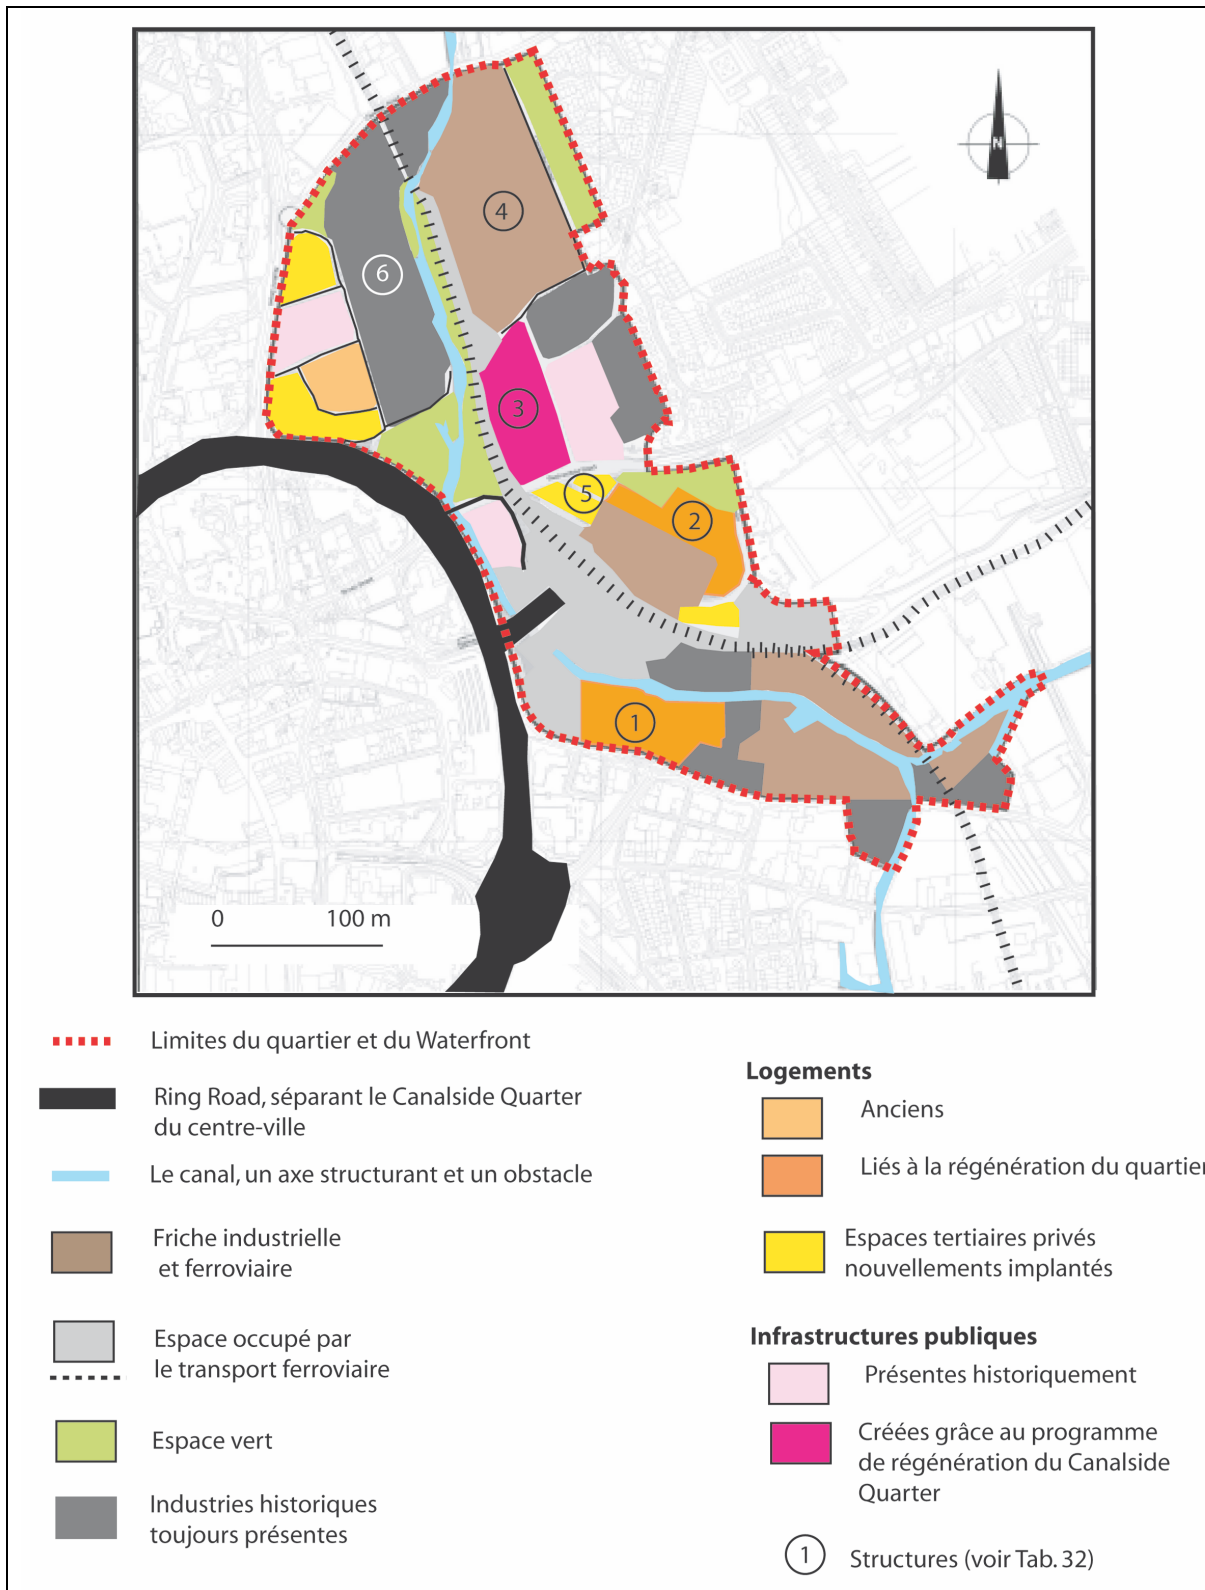 N
4
6
3
5
2
1
0 100 m
Limites du quartier et du Waterfront
Ring Road, séparant le Canalside Quarter
du centre-ville
Le canal, un axe structurant et un obstacle
Friche industrielle
et ferroviaire
Espace occupé par
le transport ferroviaire
Espace vert
Industries historiques
toujours présentes
Logements
Anciens
Liés à la régénération du quartier
Espaces tertiaires privés
nouvellements implantés
Infrastructures publiques
Présentes historiquement
Créées grâce au programme
de régénération du Canalside
Quarter
1 Structures (voir Tab. 32)